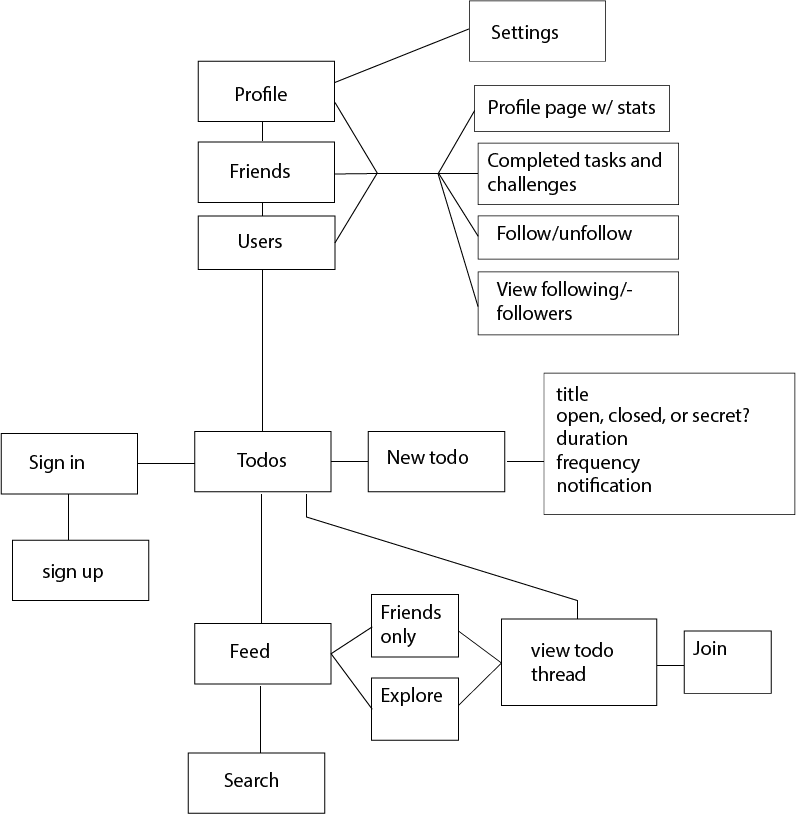 Settings
Profile
Profile page w/ stats
Friends
Completed tasks and
challenges
Users
Follow/unfollow
View following/-
followers
title
open, closed, or secret?
duration
frequency
notification
Sign in
Todos
New todo
sign up
Friends
only
Feed
view todo
thread
Join
Explore
Search